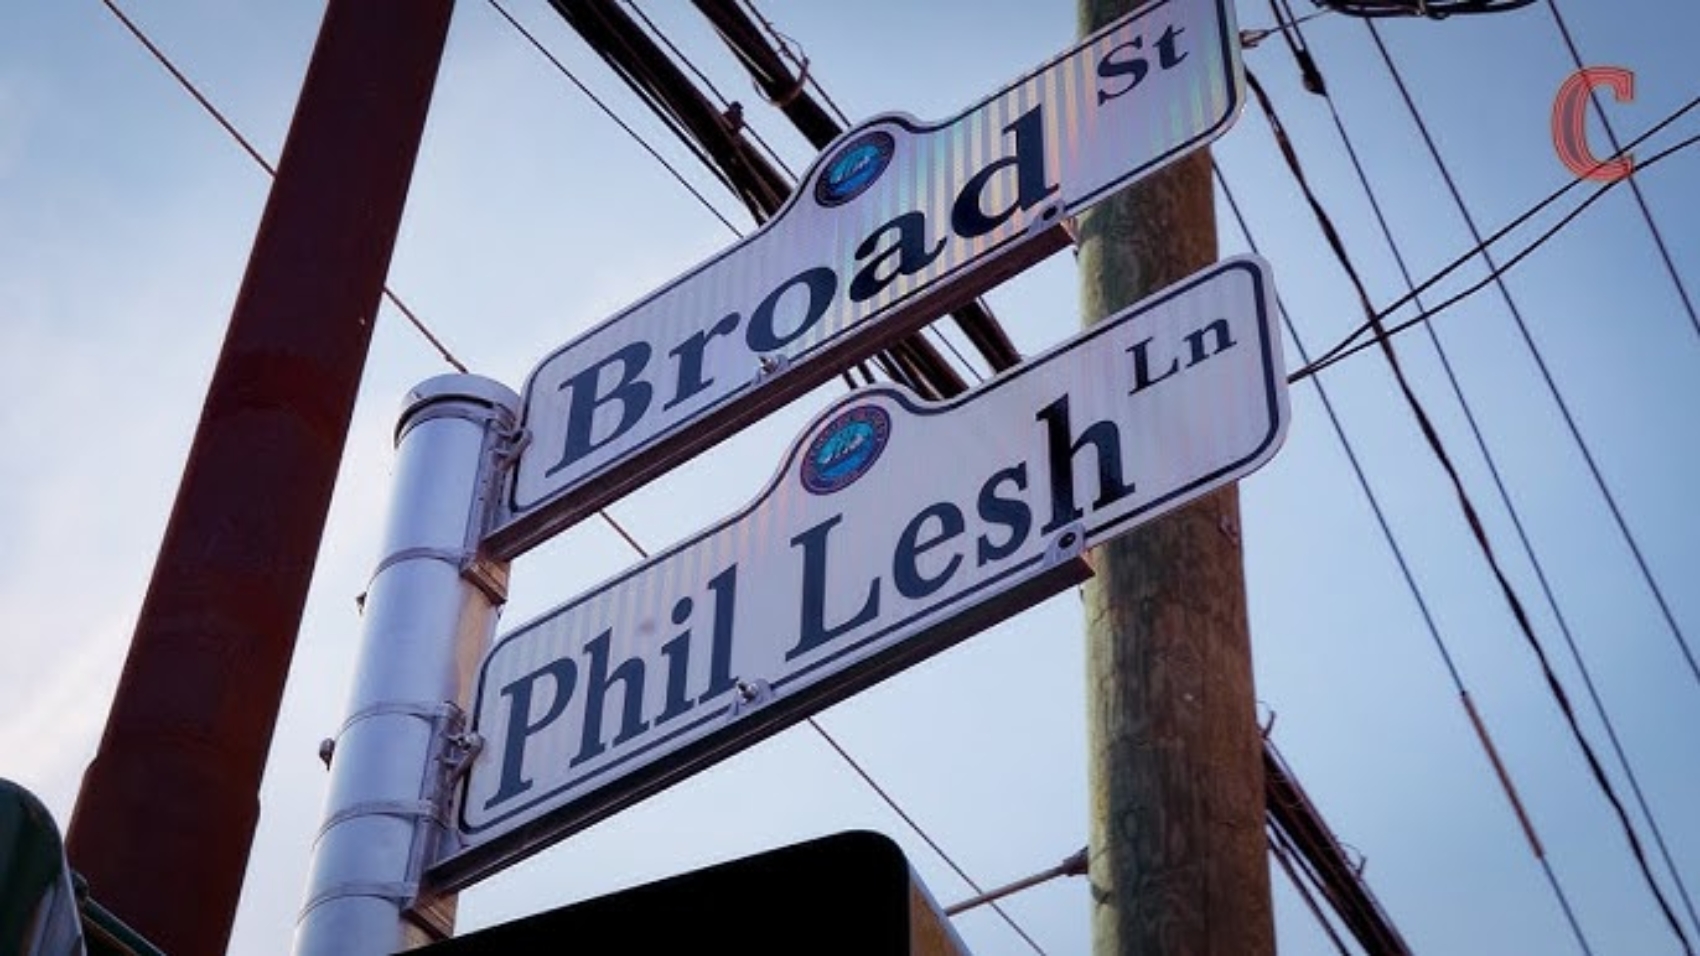 Broad St
Phil Lesh Ln
C